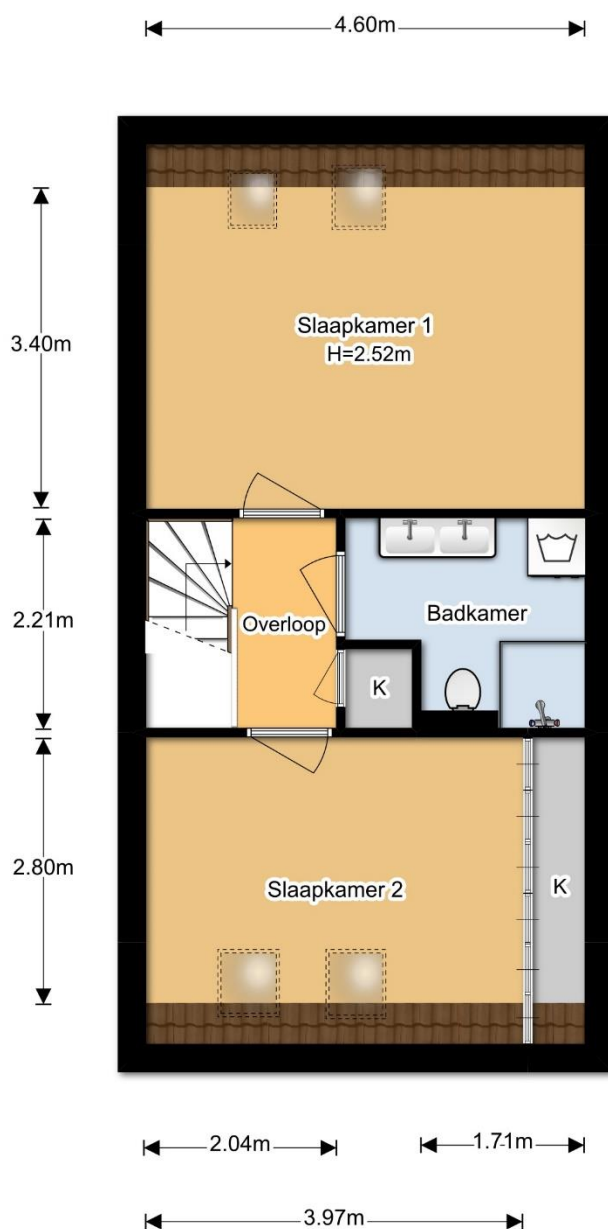 4.60m
3.40m
Slaapkamer 1
H=2.52m
2.21m
Overloop
Badkamer
K
2.80m
Slaapkamer 2
K
2.04m
1.71m
3.97m